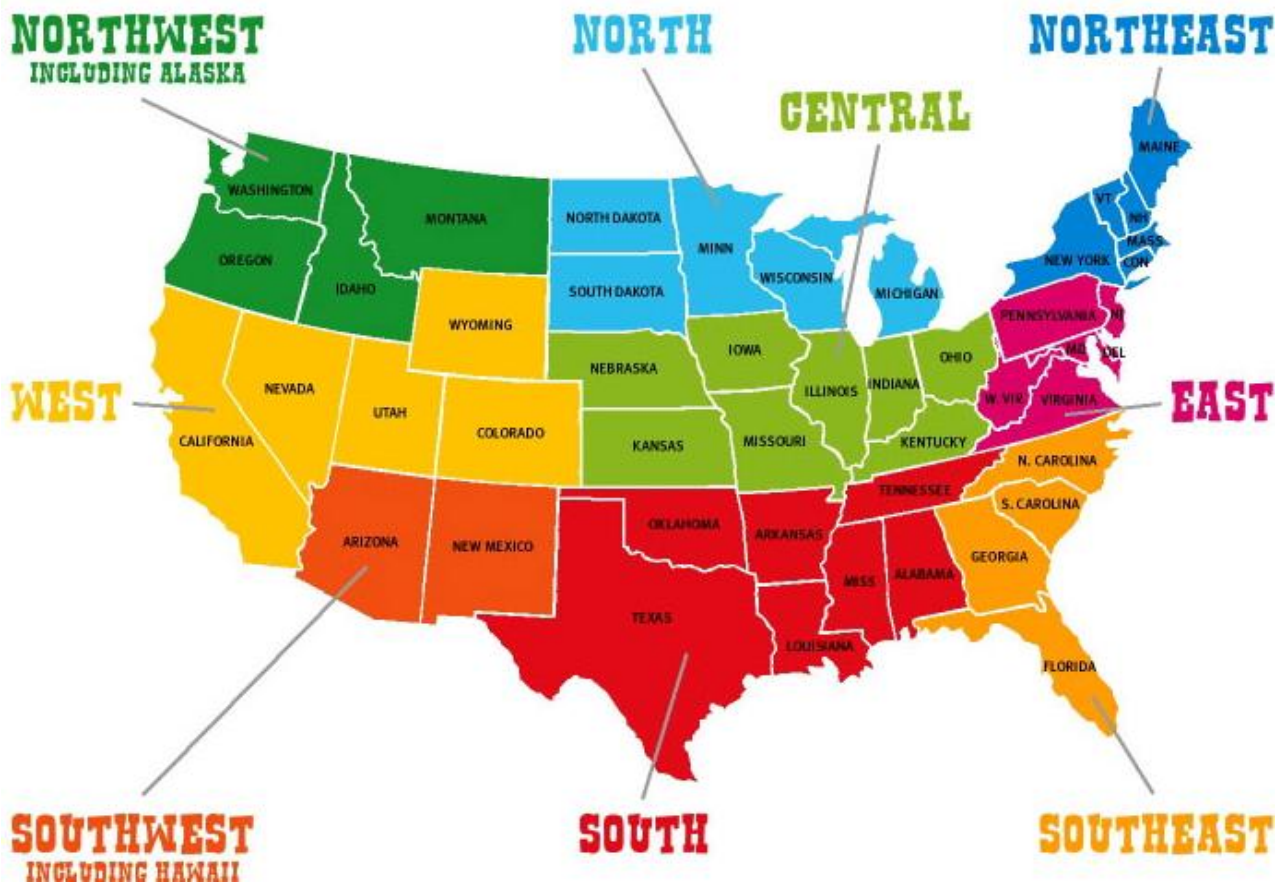 NORTHWEST
INCLUDING ALASKA
NORTH
NORTHEAST
CENTRAL
MAINE
WASHINGTON
VT
MONTANA
NORTH DAKOTA
NH
MINN
MASS
OREGON
NEW YORK
CON
WISCONSIN
IDAHO
SOUTH DAKOTA
MICHIGAN
PENNSYLVANIA
NJ
WYOMING
IOWA
OHIO
MD
DEL
NEBRASKA
WEST
NEVADA
ILLINOIS
INDIANA
W. VIR
VIRGINIA
EAST
UTAH
CALIFORNIA
COLORADO
KANSAS
MISSOURI
KENTUCKY
N. CAROLINA
TENNESSEE
S. CAROLINA
OKLAHOMA
ARKANSAS
ARIZONA
NEW MEXICO
GEORGIA
MISS
ALABAMA
TEXAS
LOUISIANA
FLORIDA
SOUTHWEST
INCLUDING HAWAII
SOUTH
SOUTHEAST